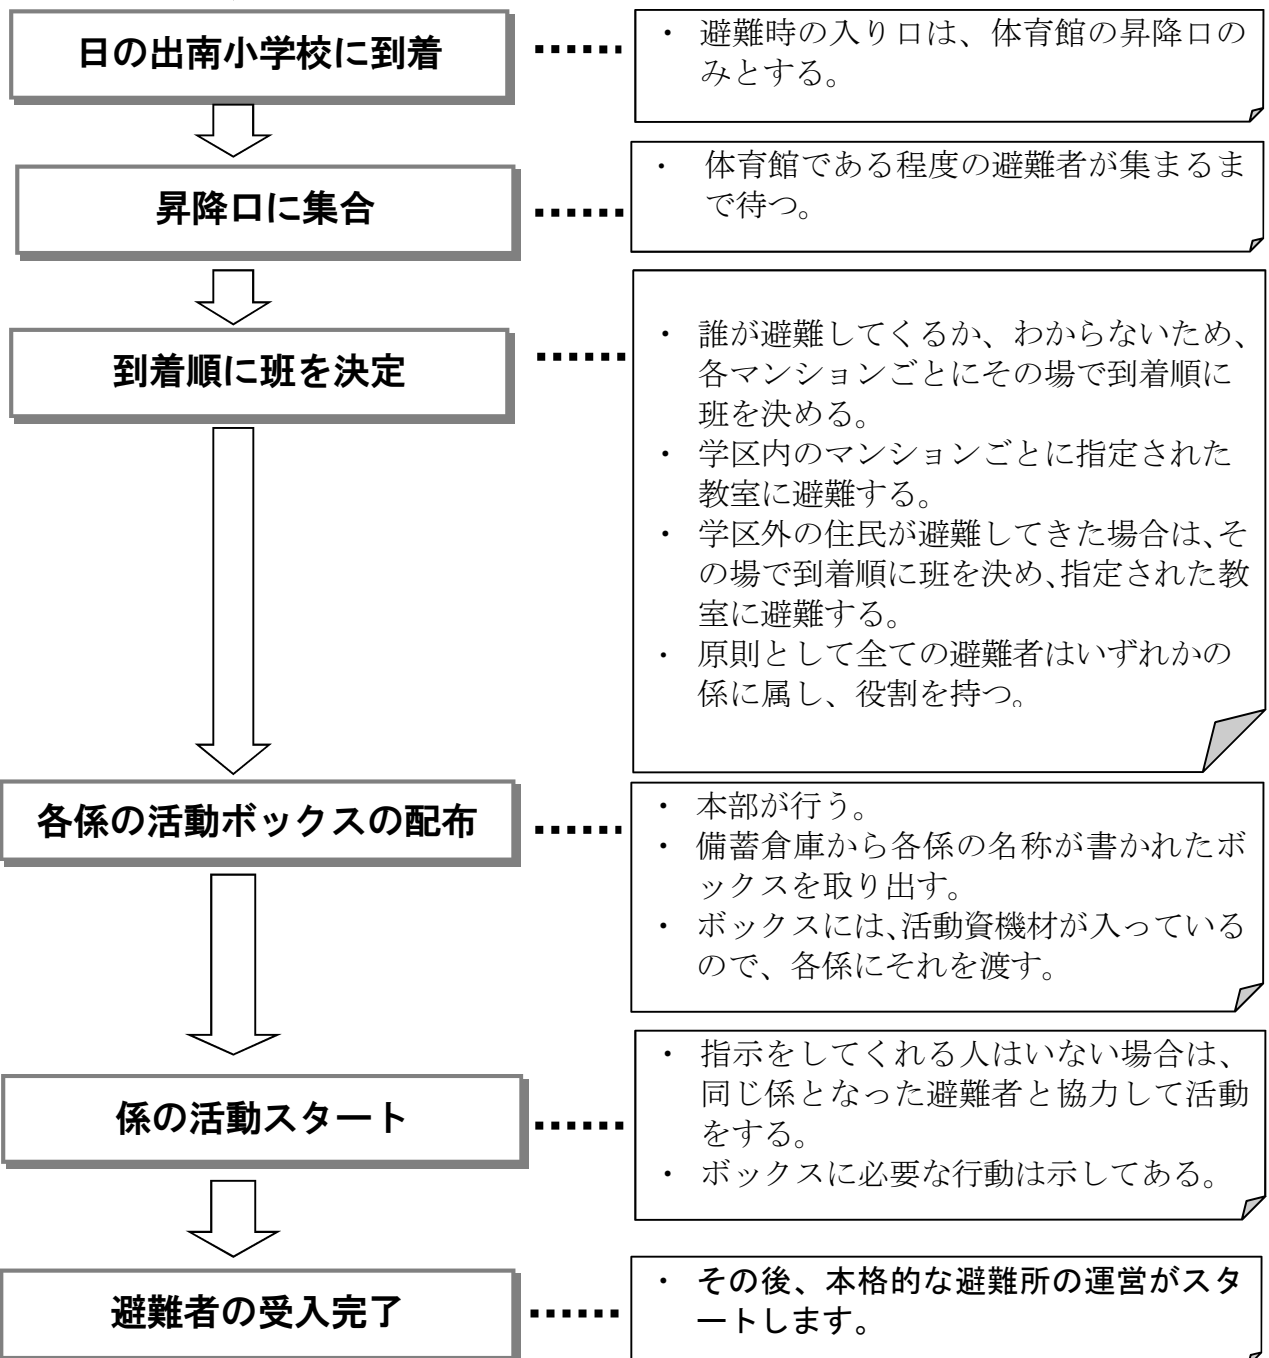 日の出南小学校に到着
・ 避難時の入り口は、体育館の昇降口の
みとする。
昇降口に集合
・ 体育館である程度の避難者が集まるま
で待つ。
到着順に班を決定
・ 誰が避難してくるか、わからないため、
各マンションごとにその場で到着順に
班を決める。
・ 学区内のマンションごとに指定された
教室に避難する。
・ 学区外の住民が避難してきた場合は、そ
の場で到着順に班を決め、指定された教
室に避難する。
・ 原則として全ての避難者はいずれかの
係に属し、役割を持つ。
各係の活動ボックスの配布
・ 本部が行う。
・ 備蓄倉庫から各係の名称が書かれたボ
ックスを取り出す。
・ ボックスには、活動資機材が入っている
ので、各係にそれを渡す。
係の活動スタート
・ 指示をしてくれる人はいない場合は、
同じ係となった避難者と協力して活動
をする。
・ ボックスに必要な行動は示してある。
避難者の受入完了
・ その後、本格的な避難所の運営がスタ
ートします。